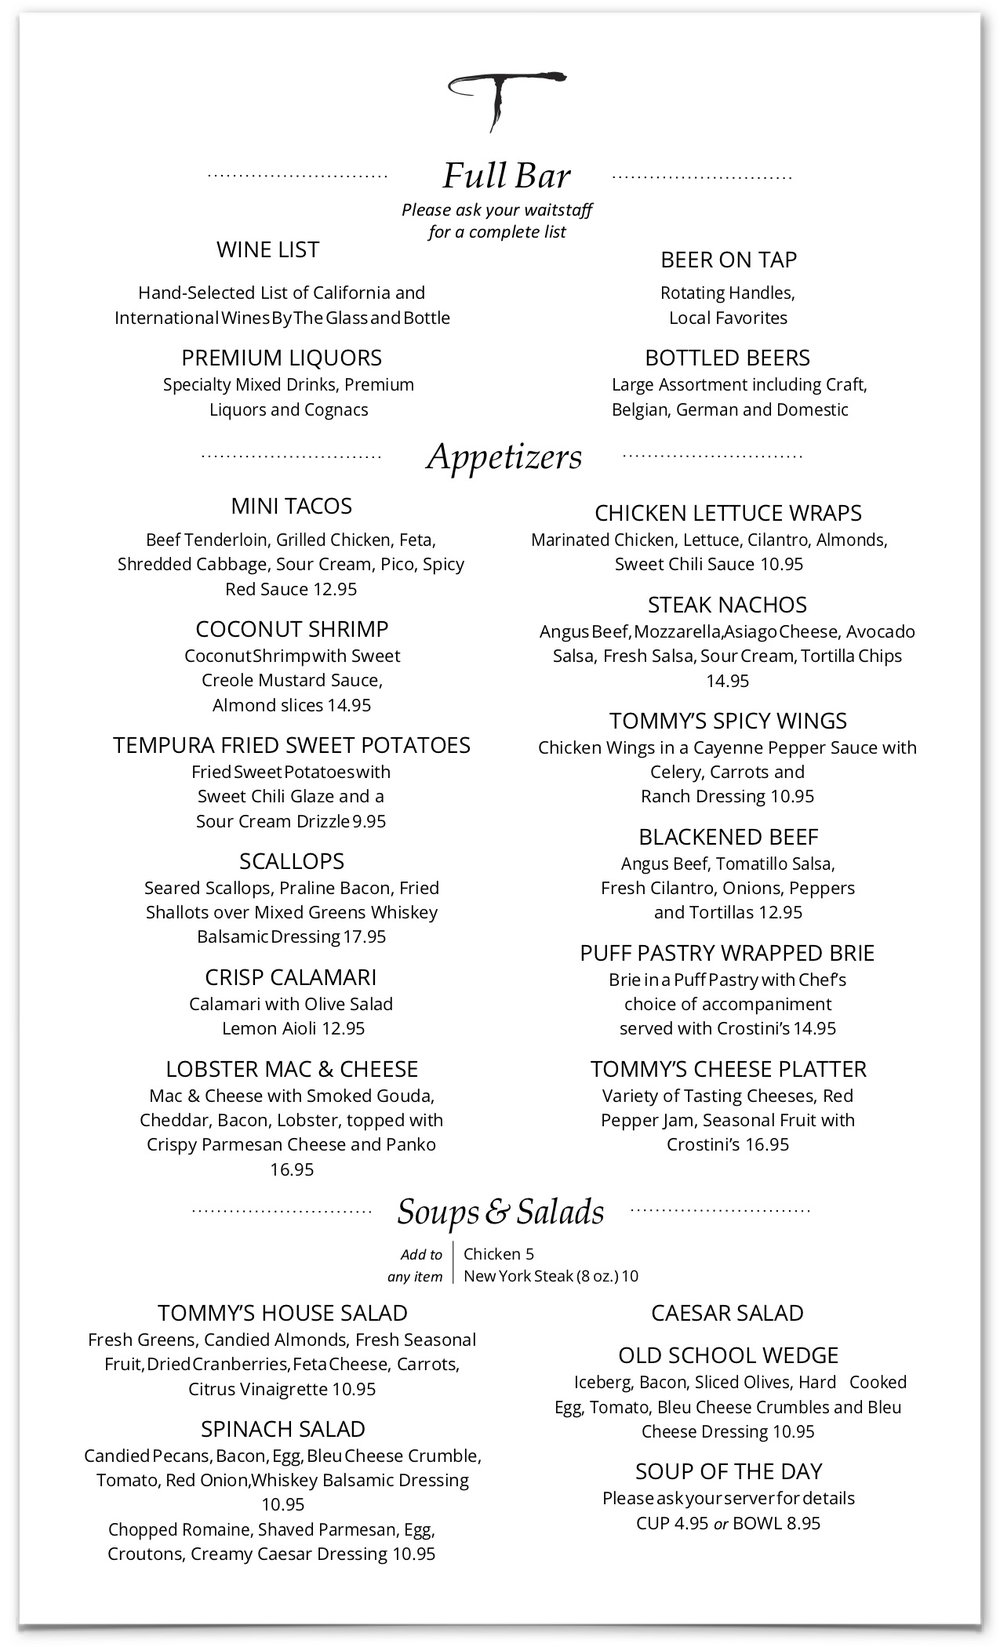 T
Full Bar
Please ask your waitstaff
for a complete list
WINE LIST
Hand-Selected List of California and
International Wines By The Glass and Bottle
PREMIUM LIQUORS
Specialty Mixed Drinks, Premium
Liquors and Cognacs
BEER ON TAP
Rotating Handles,
Local Favorites
BOTTLED BEERS
Large Assortment including Craft,
Belgian, German and Domestic
Appetizers
MINI TACOS
Beef Tenderloin, Grilled Chicken, Feta,
Shredded Cabbage, Sour Cream, Pico, Spicy
Red Sauce 12.95
COCONUT SHRIMP
Coconut Shrimp with Sweet
Creole Mustard Sauce,
Almond slices 14.95
TEMPURA FRIED SWEET POTATOES
Fried Sweet Potatoes with
Sweet Chili Glaze and a
Sour Cream Drizzle 9.95
SCALLOPS
Seared Scallops, Praline Bacon, Fried
Shallots over Mixed Greens Whiskey
Balsamic Dressing 17.95
CRISP CALAMARI
Calamari with Olive Salad
Lemon Aioli 12.95
LOBSTER MAC & CHEESE
Mac & Cheese with Smoked Gouda,
Cheddar, Bacon, Lobster, topped with
Crispy Parmesan Cheese and Panko
16.95
CHICKEN LETTUCE WRAPS
Marinated Chicken, Lettuce, Cilantro, Almonds,
Sweet Chili Sauce 10.95
STEAK NACHOS
Angus Beef, Mozzarella, Asiago Cheese, Avocado
Salsa, Fresh Salsa, Sour Cream, Tortilla Chips
14.95
TOMMY'S SPICY WINGS
Chicken Wings in a Cayenne Pepper Sauce with
Celery, Carrots and
Ranch Dressing 10.95
BLACKENED BEEF
Angus Beef, Tomatillo Salsa,
Fresh Cilantro, Onions, Peppers
and Tortillas 12.95
PUFF PASTRY WRAPPED BRIE
Brie in a Puff Pastry with Chef's
choice of accompaniment
served with Crostini's 14.95
TOMMY'S CHEESE PLATTER
Variety of Tasting Cheeses, Red
Pepper Jam, Seasonal Fruit with
Crostini's 16.95
Soups & Salads
Add to
any item
Chicken 5
New York Steak (8 oz.) 10
TOMMY'S HOUSE SALAD
Fresh Greens, Candied Almonds, Fresh Seasonal
Fruit, Dried Cranberries, Feta Cheese, Carrots,
Citrus Vinaigrette 10.95
SPINACH SALAD
Candied Pecans, Bacon, Egg, Bleu Cheese Crumble,
Tomato, Red Onion, Whiskey Balsamic Dressing
10.95
Chopped Romaine, Shaved Parmesan, Egg,
Croutons, Creamy Caesar Dressing 10.95
CAESAR SALAD
OLD SCHOOL WEDGE
Iceberg, Bacon, Sliced Olives, Hard Cooked
Egg, Tomato, Bleu Cheese Crumbles and Bleu
Cheese Dressing 10.95
SOUP OF THE DAY
Please ask your server for details
CUP 4.95 or BOWL 8.95